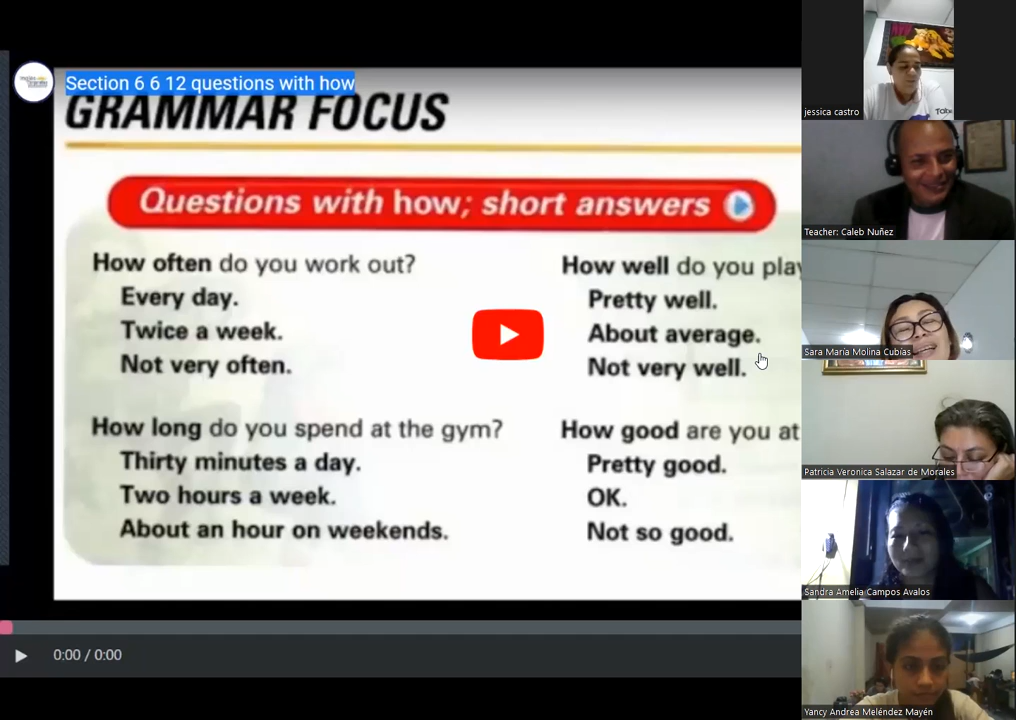 Section 6 6 12 questions with how
GRAMMAR FOCUS
Questions with how; short answers
How often do you work out?
Every day.
Twice a week.
Not very often.
How long do you spend at the gym?
Thirty minutes a day.
Two hours a week.
About an hour on weekends.
How well do you play
Pretty well.
About average.
Not very well.
How good are you at
Pretty good.
OK.
Not so good.
0:00 / 0:00
jessica castro
Teacher: Caleb Nuñez
Sara María Molina Cubías
Patricia Veronica Salazar de Morales
Sandra Amelia Campos Avalos
Yancy Andrea Meléndez Mayén